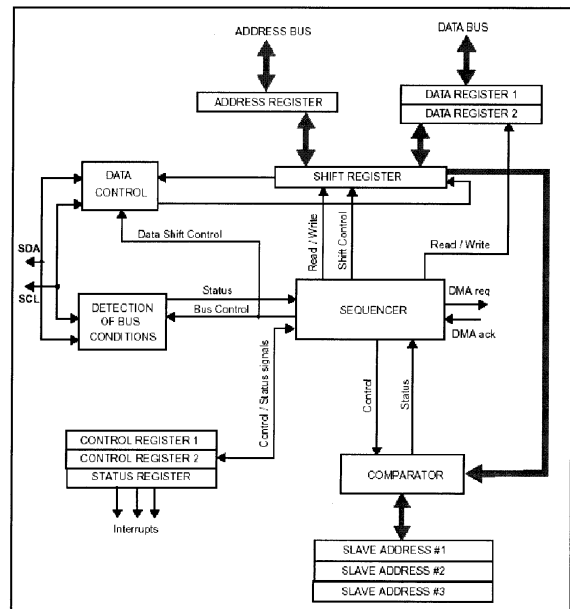 ADDRESS BUS
DATA BUS
ADDRESS REGISTER
DATA REGISTER 1
DATA REGISTER 2
DATA
CONTROL
SHIFT REGISTER
Data Shift Control
Read / Write
Shift Control
Read / Write
SDA
SCL
DETECTION
OF BUS
CONDITIONS
Status
Bus Control
SEQUENCER
DMA req
DMA ack
Control / Status signals
Control
Status
CONTROL REGISTER 1
CONTROL REGISTER 2
STATUS REGISTER
Interrupts
COMPARATOR
SLAVE ADDRESS #1
SLAVE ADDRESS #2
SLAVE ADDRESS #3